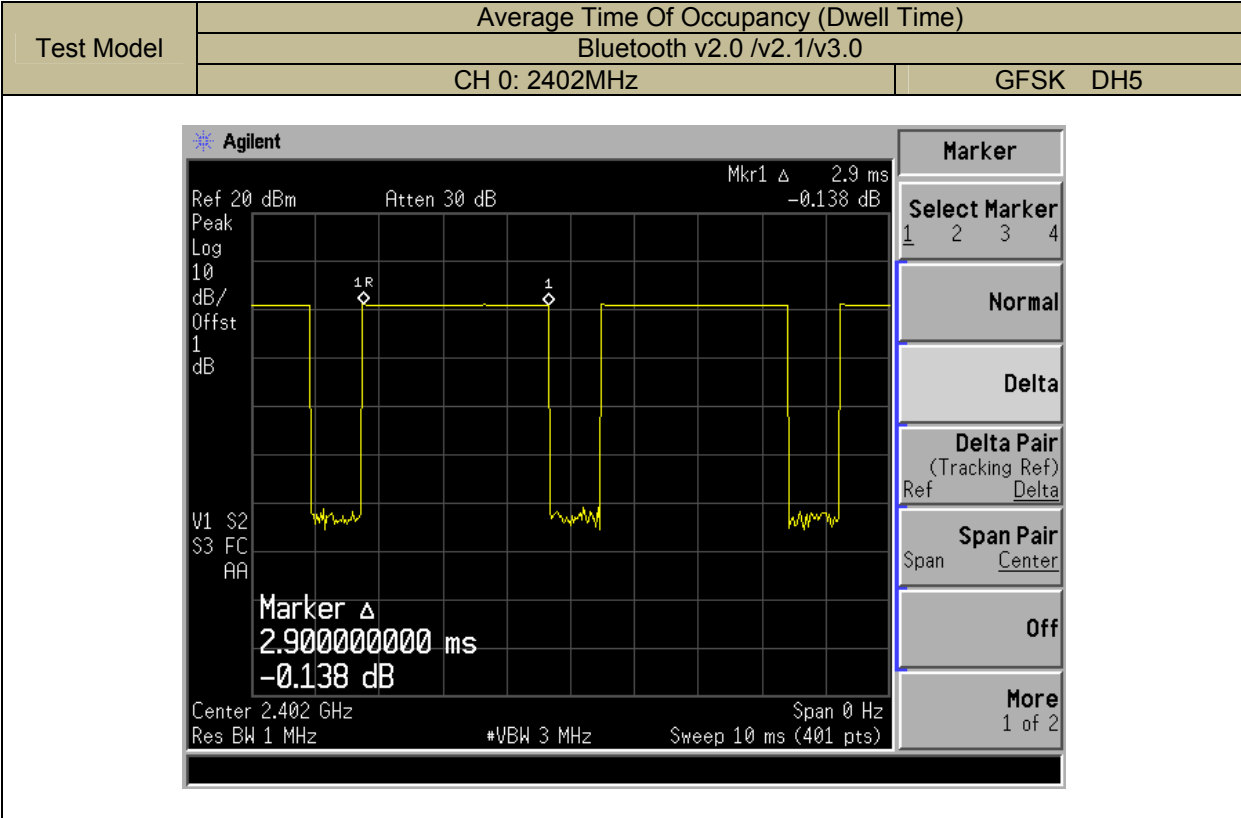 Test Model
Average Time Of Occupancy (Dwell Time)
Bluetooth v2.0 /v2.1/v3.0
CH 0: 2402MHz
GFSK DH5
Agilent
Mkr1 Δ 2.9 ms
Ref 20 dBm Atten 30 dB -0.138 dB
Peak
Log
10
dB/
Offst
1
dB
1R
1
V1 S2
S3 FC
AA
Marker Δ
2.900000000 ms
-0.138 dB
Center 2.402 GHz Span 0 Hz
Res BW 1 MHz #VBW 3 MHz Sweep 10 ms (401 pts)
Marker
Select Marker
1 2 3 4
Normal
Delta
Delta Pair
(Tracking Ref)
Ref Delta
Span Pair
Span Center
Off
More
1 of 2